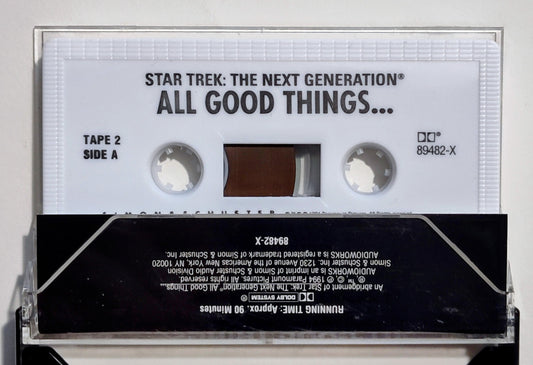 STAR TREK: THE NEXT GENERATION®
ALL GOOD THINGS...
TAPE 2
SIDE A
89482-X
SIMON & SCHUSTER
RUNNING TIME: Approx. 90 Minutes
DOLBY SYSTEM
An abridgement of Star Trek: The Next Generation® "All Good Things..."
™ ® © 1994 Paramount Pictures. All rights reserved.
AUDIOWORKS is an imprint of Simon & Schuster Audio Division
Simon & Schuster Inc. 1230 Avenue of the Americas New York, NY 10020
AUDIOWORKS is a registered trademark of Simon & Schuster Inc.
89482-X